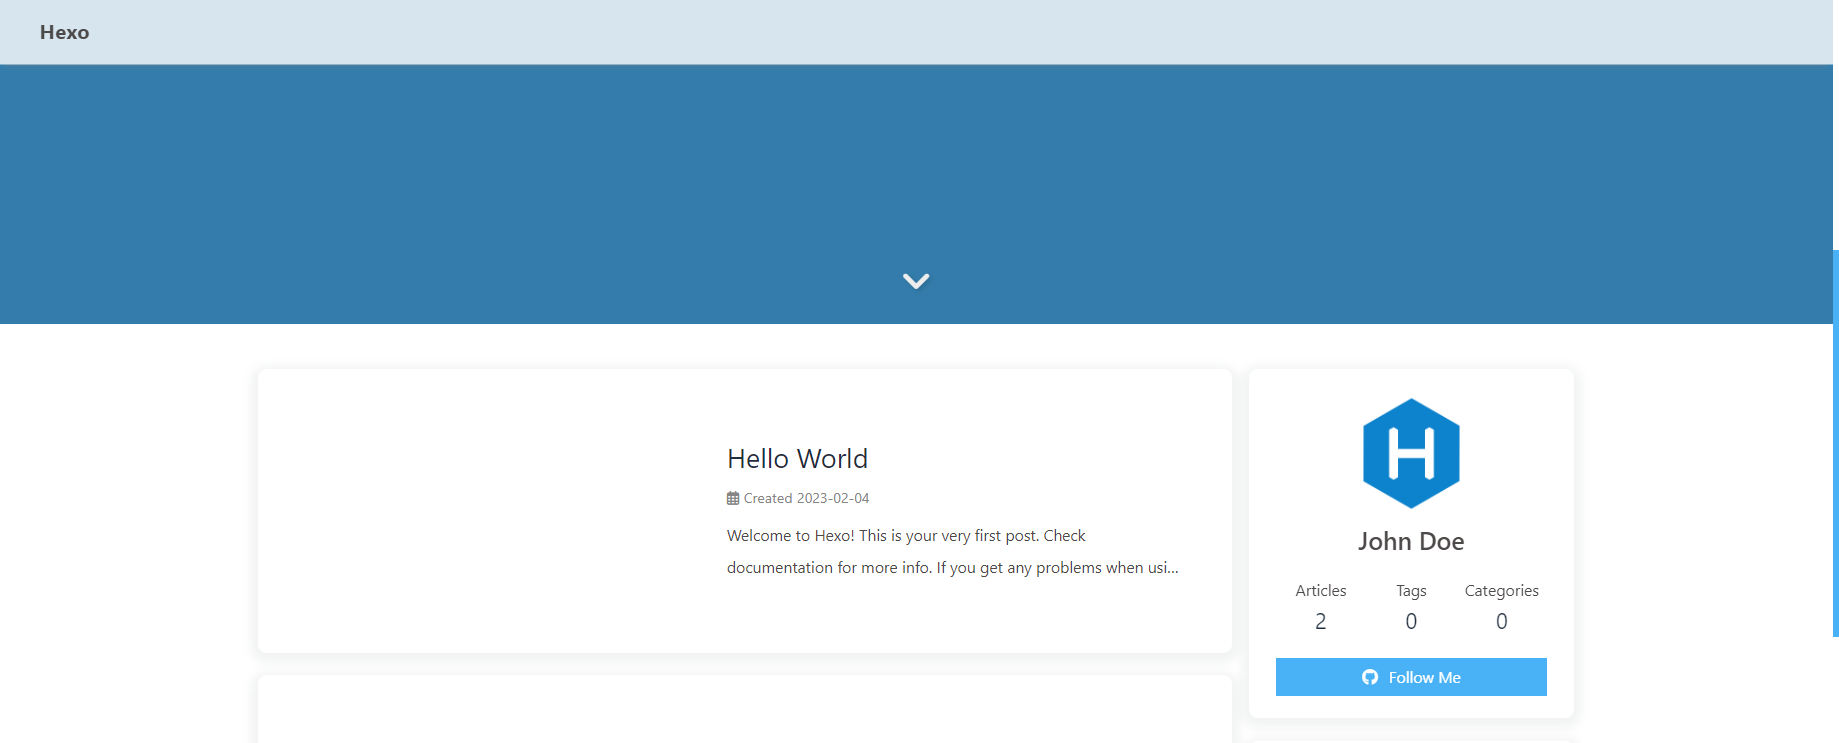 Hexo
Hello World
Created 2023-02-04
Welcome to Hexo! This is your very first post. Check
documentation for more info. If you get any problems when usi...
H
John Doe
Articles Tags Categories
2 0 0
Follow Me